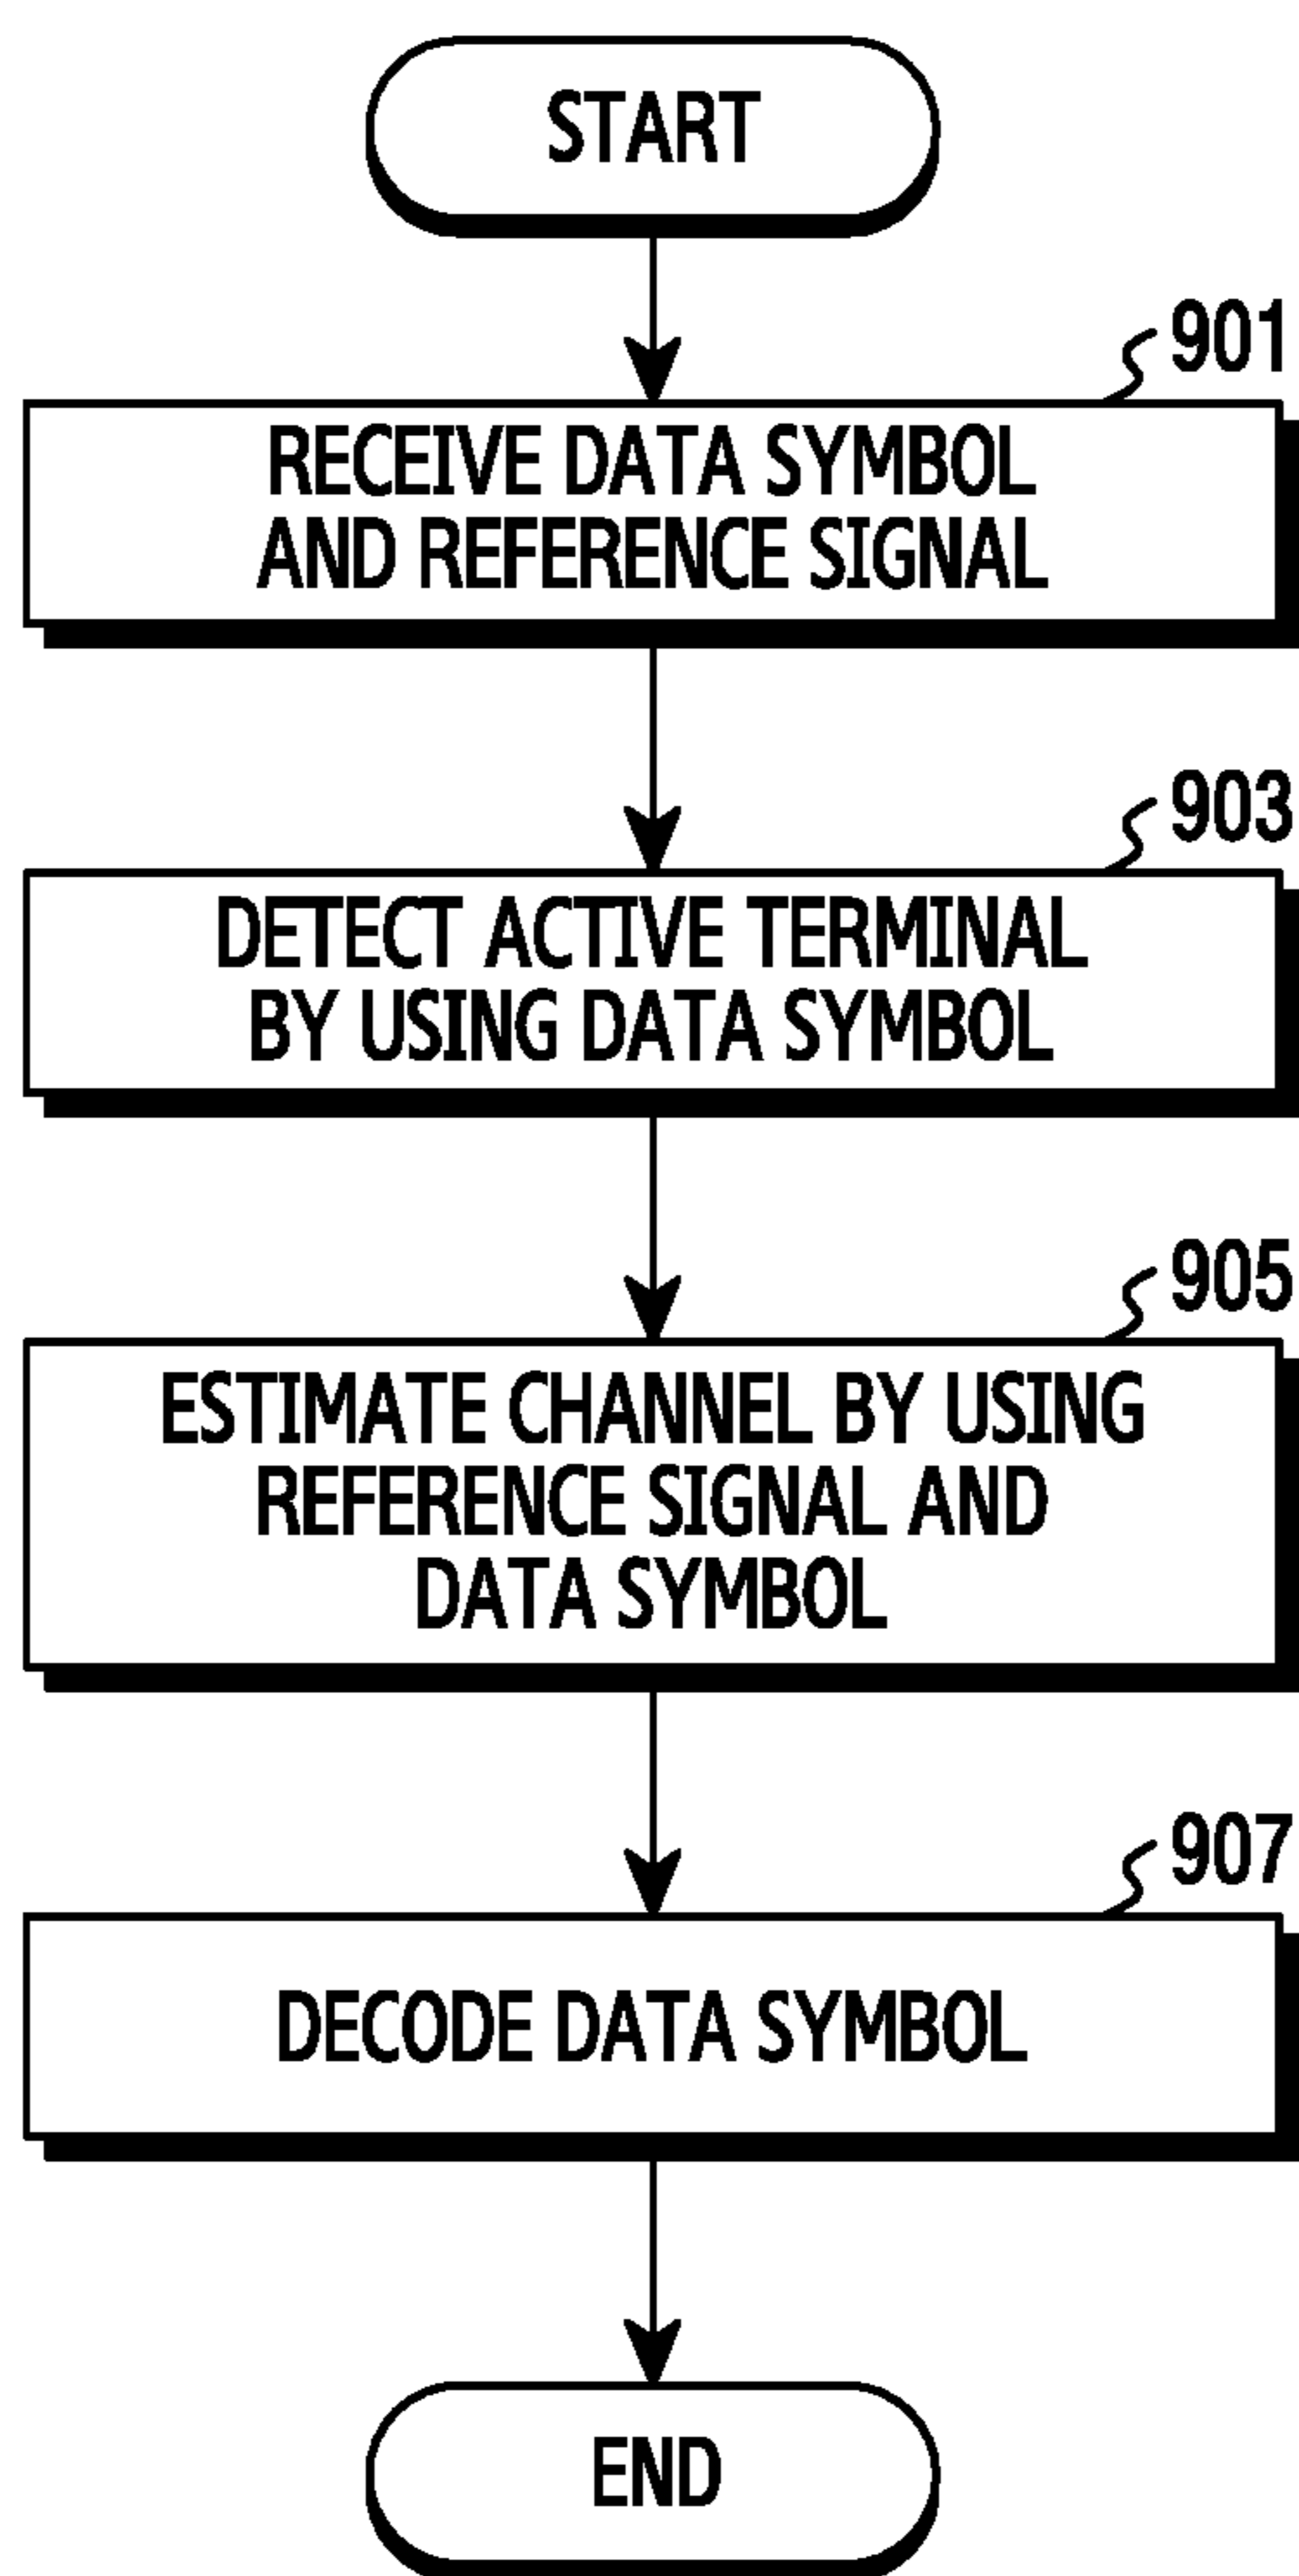 START
901
RECEIVE DATA SYMBOL
AND REFERENCE SIGNAL
903
DETECT ACTIVE TERMINAL
BY USING DATA SYMBOL
905
ESTIMATE CHANNEL BY USING
REFERENCE SIGNAL AND
DATA SYMBOL
907
DECODE DATA SYMBOL
END